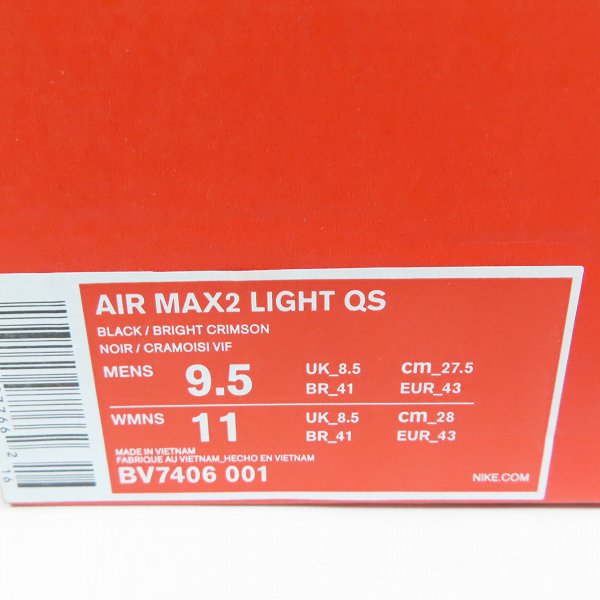 AIR MAX2 LIGHT QS
BLACK / BRIGHT CRIMSON
NOIR / CRAMOISI VIF
MENS 9.5 UK_8.5 cm_27.5
BR_41 EUR_43
WMNS 11 UK_8.5 cm_28
BR_41 EUR_43
MADE IN VIETNAM
FABRIQUE AU VIETNAM_HECHO EN VIETNAM
BV7406 001
NIKE.COM